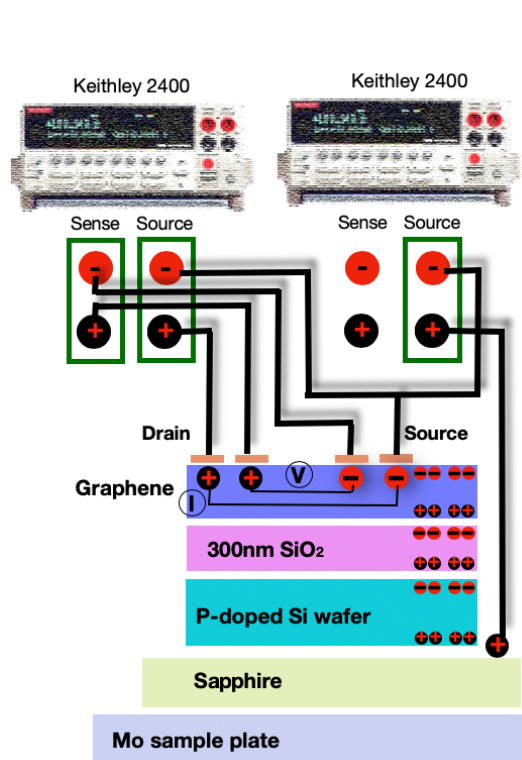 Keithley 2400
Keithley 2400
Sense Source
Sense Source
-
-
-
-
+
+
+
+
Drain
Source
Graphene
V
I
300nm SiO₂
P-doped Si wafer
Sapphire
Mo sample plate